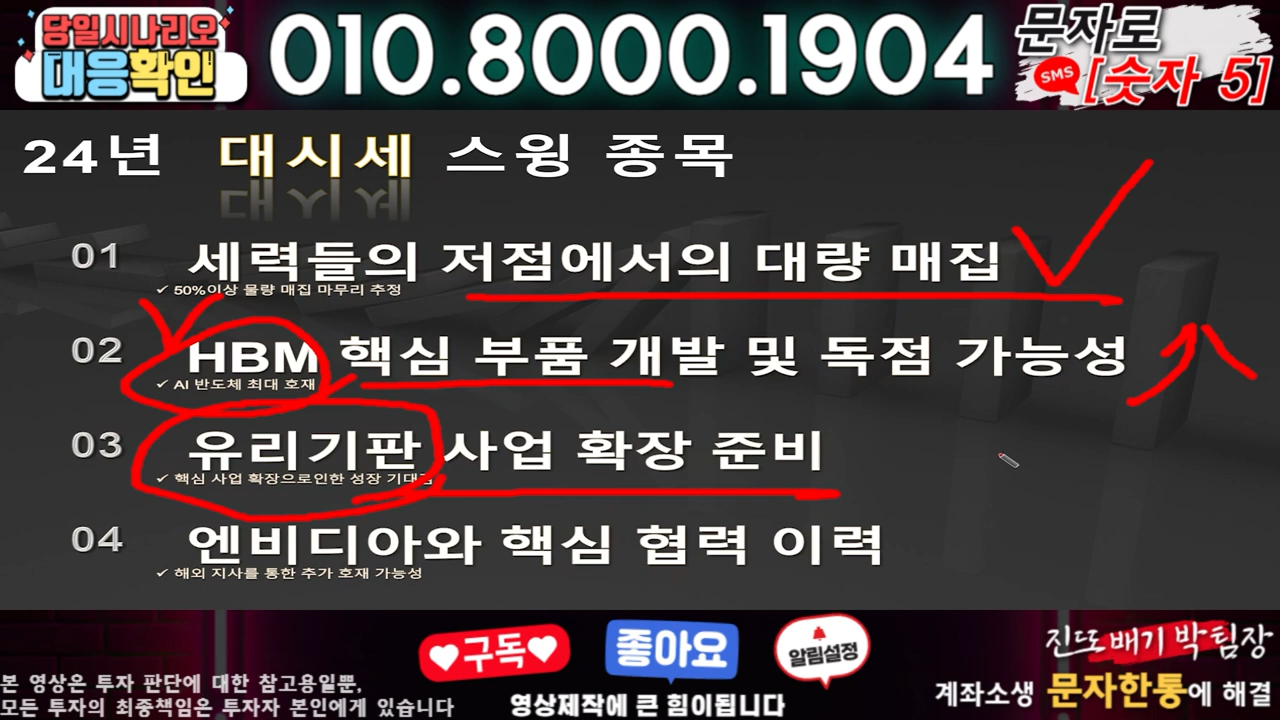 당일시나리오
대응확인
010.8000.1904
문자로
SMS [숫자 5]
24년 대시세 스윙 종목
01 세력들의 저점에서의 대량 매집
✓ 50%이상 물량 매집 마무리 추정
02 HBM 핵심 부품 개발 및 독점 가능성
✓ AI 반도체 최대 호재
03 유리기판 사업 확장 준비
✓ 핵심 사업 확장으로인한 성장 기대감
04 엔비디아와 핵심 협력 이력
✓ 해외 지사를 통한 추가 호재 가능성
구독
좋아요
알림설정
영상제작에 큰 힘이됩니다
본 영상은 투자 판단에 대한 참고용일뿐,
모든 투자의 최종책임은 투자자 본인에게 있습니다
진또배기 박팀장
계좌소생 문자한통에 해결